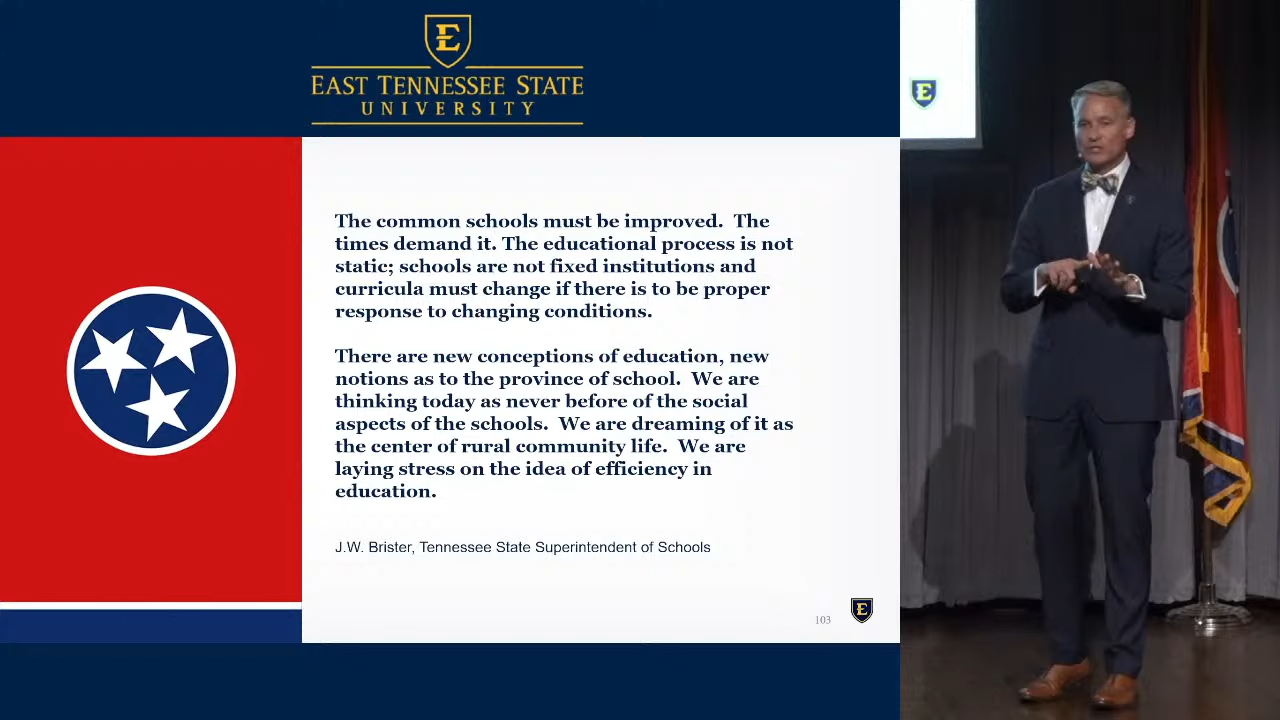 E
EAST TENNESSEE STATE
UNIVERSITY
The common schools must be improved.  The
times demand it. The educational process is not
static; schools are not fixed institutions and
curricula must change if there is to be proper
response to changing conditions.
There are new conceptions of education, new
notions as to the province of school.  We are
thinking today as never before of the social
aspects of the schools.  We are dreaming of it as
the center of rural community life.  We are
laying stress on the idea of efficiency in
education.
J.W. Brister, Tennessee State Superintendent of Schools
103
E
E